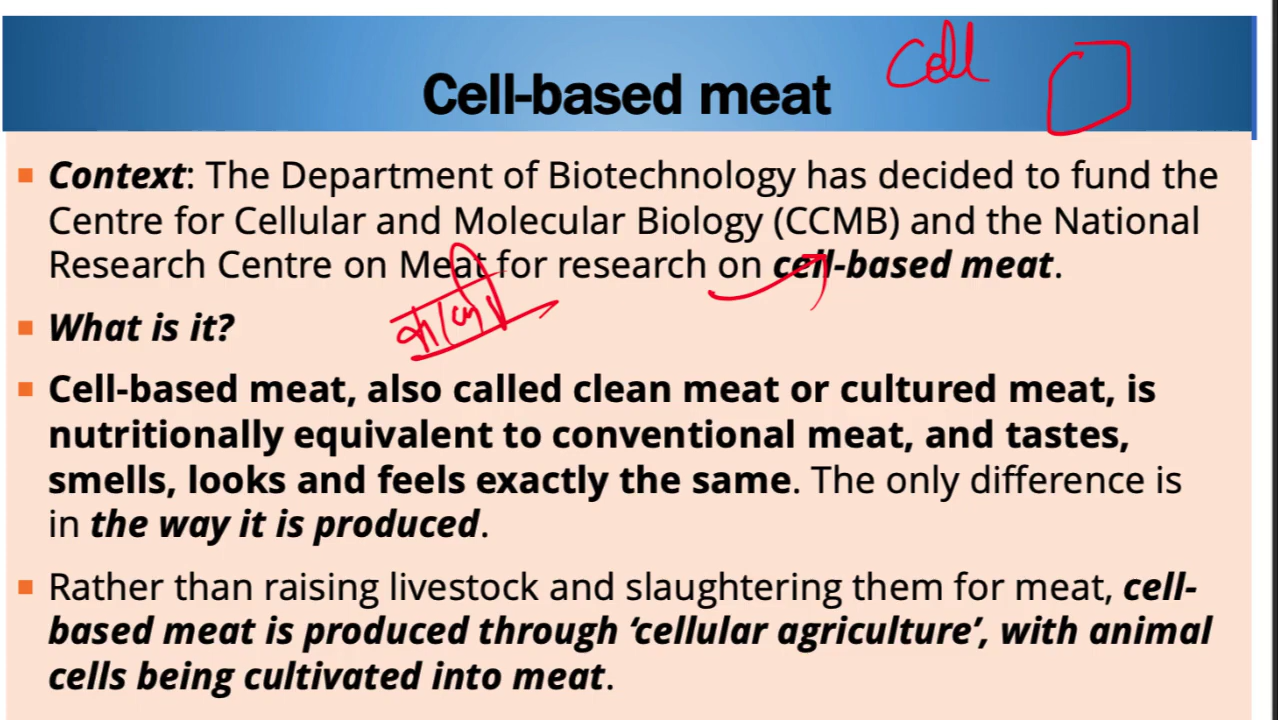 Cell-based meat
Cell
▪ Context: The Department of Biotechnology has decided to fund the
Centre for Cellular and Molecular Biology (CCMB) and the National
Research Centre on Meat for research on cell-based meat.
▪ What is it?
▪ Cell-based meat, also called clean meat or cultured meat, is
nutritionally equivalent to conventional meat, and tastes,
smells, looks and feels exactly the same. The only difference is
in the way it is produced.
▪ Rather than raising livestock and slaughtering them for meat, cell-
based meat is produced through ‘cellular agriculture’, with animal
cells being cultivated into meat.